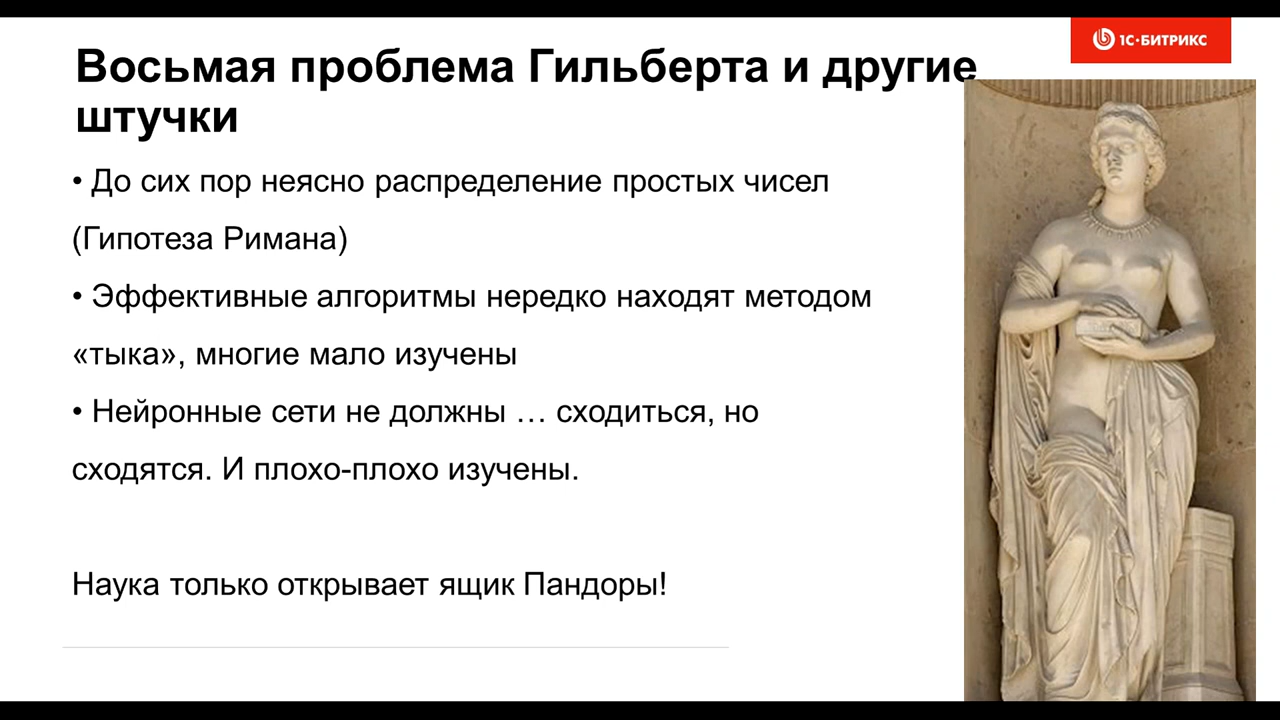 1С·БИТРИКС
Восьмая проблема Гильберта и другие
штучки
• До сих пор неясно распределение простых чисел
(Гипотеза Римана)
• Эффективные алгоритмы нередко находят методом
«тыка», многие мало изучены
• Нейронные сети не должны … сходиться, но
сходятся. И плохо-плохо изучены.
Наука только открывает ящик Пандоры!